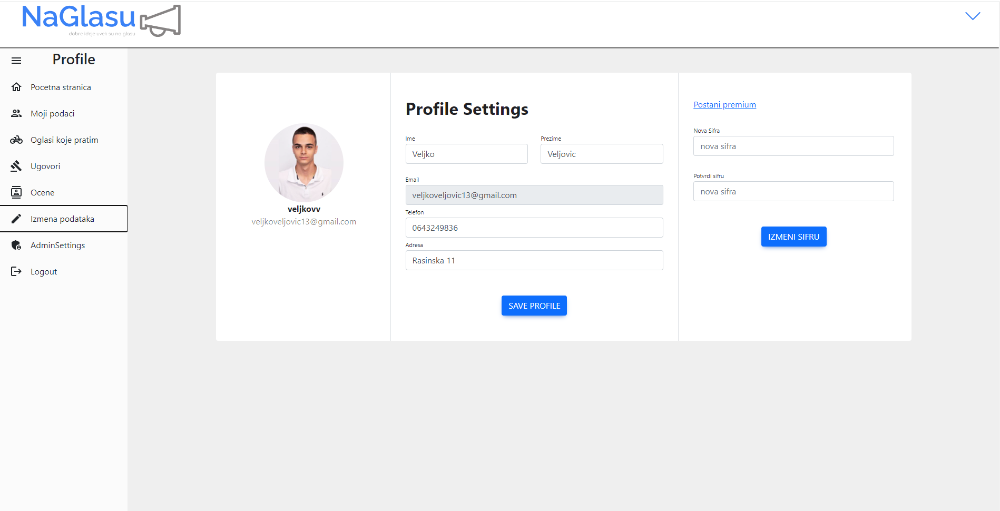 NaGlasu
dobre ideje uvek su na glasu
Profile
Pocetna stranica
Moji podaci
Oglasi koje pratim
Ugovori
Ocene
Izmena podataka
AdminSettings
Logout
veljkovv
veljkoveljovic13@gmail.com
Profile Settings
Ime
Prezime
Veljko
Veljovic
Email
veljkoveljovic13@gmail.com
Telefon
0643249836
Adresa
Rasinska 11
SAVE PROFILE
Postani premium
Nova Sifra
nova sifra
Potvrdi sifru
nova sifra
IZMENI SIFRU